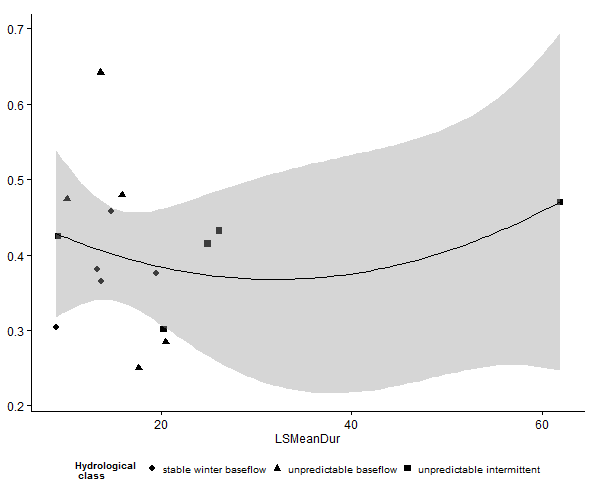 0.7
0.6
0.5
0.4
0.3
0.2
20 40 60
LSMeanDur
Hydrological
class
stable winter baseflow unpredictable baseflow unpredictable intermittent